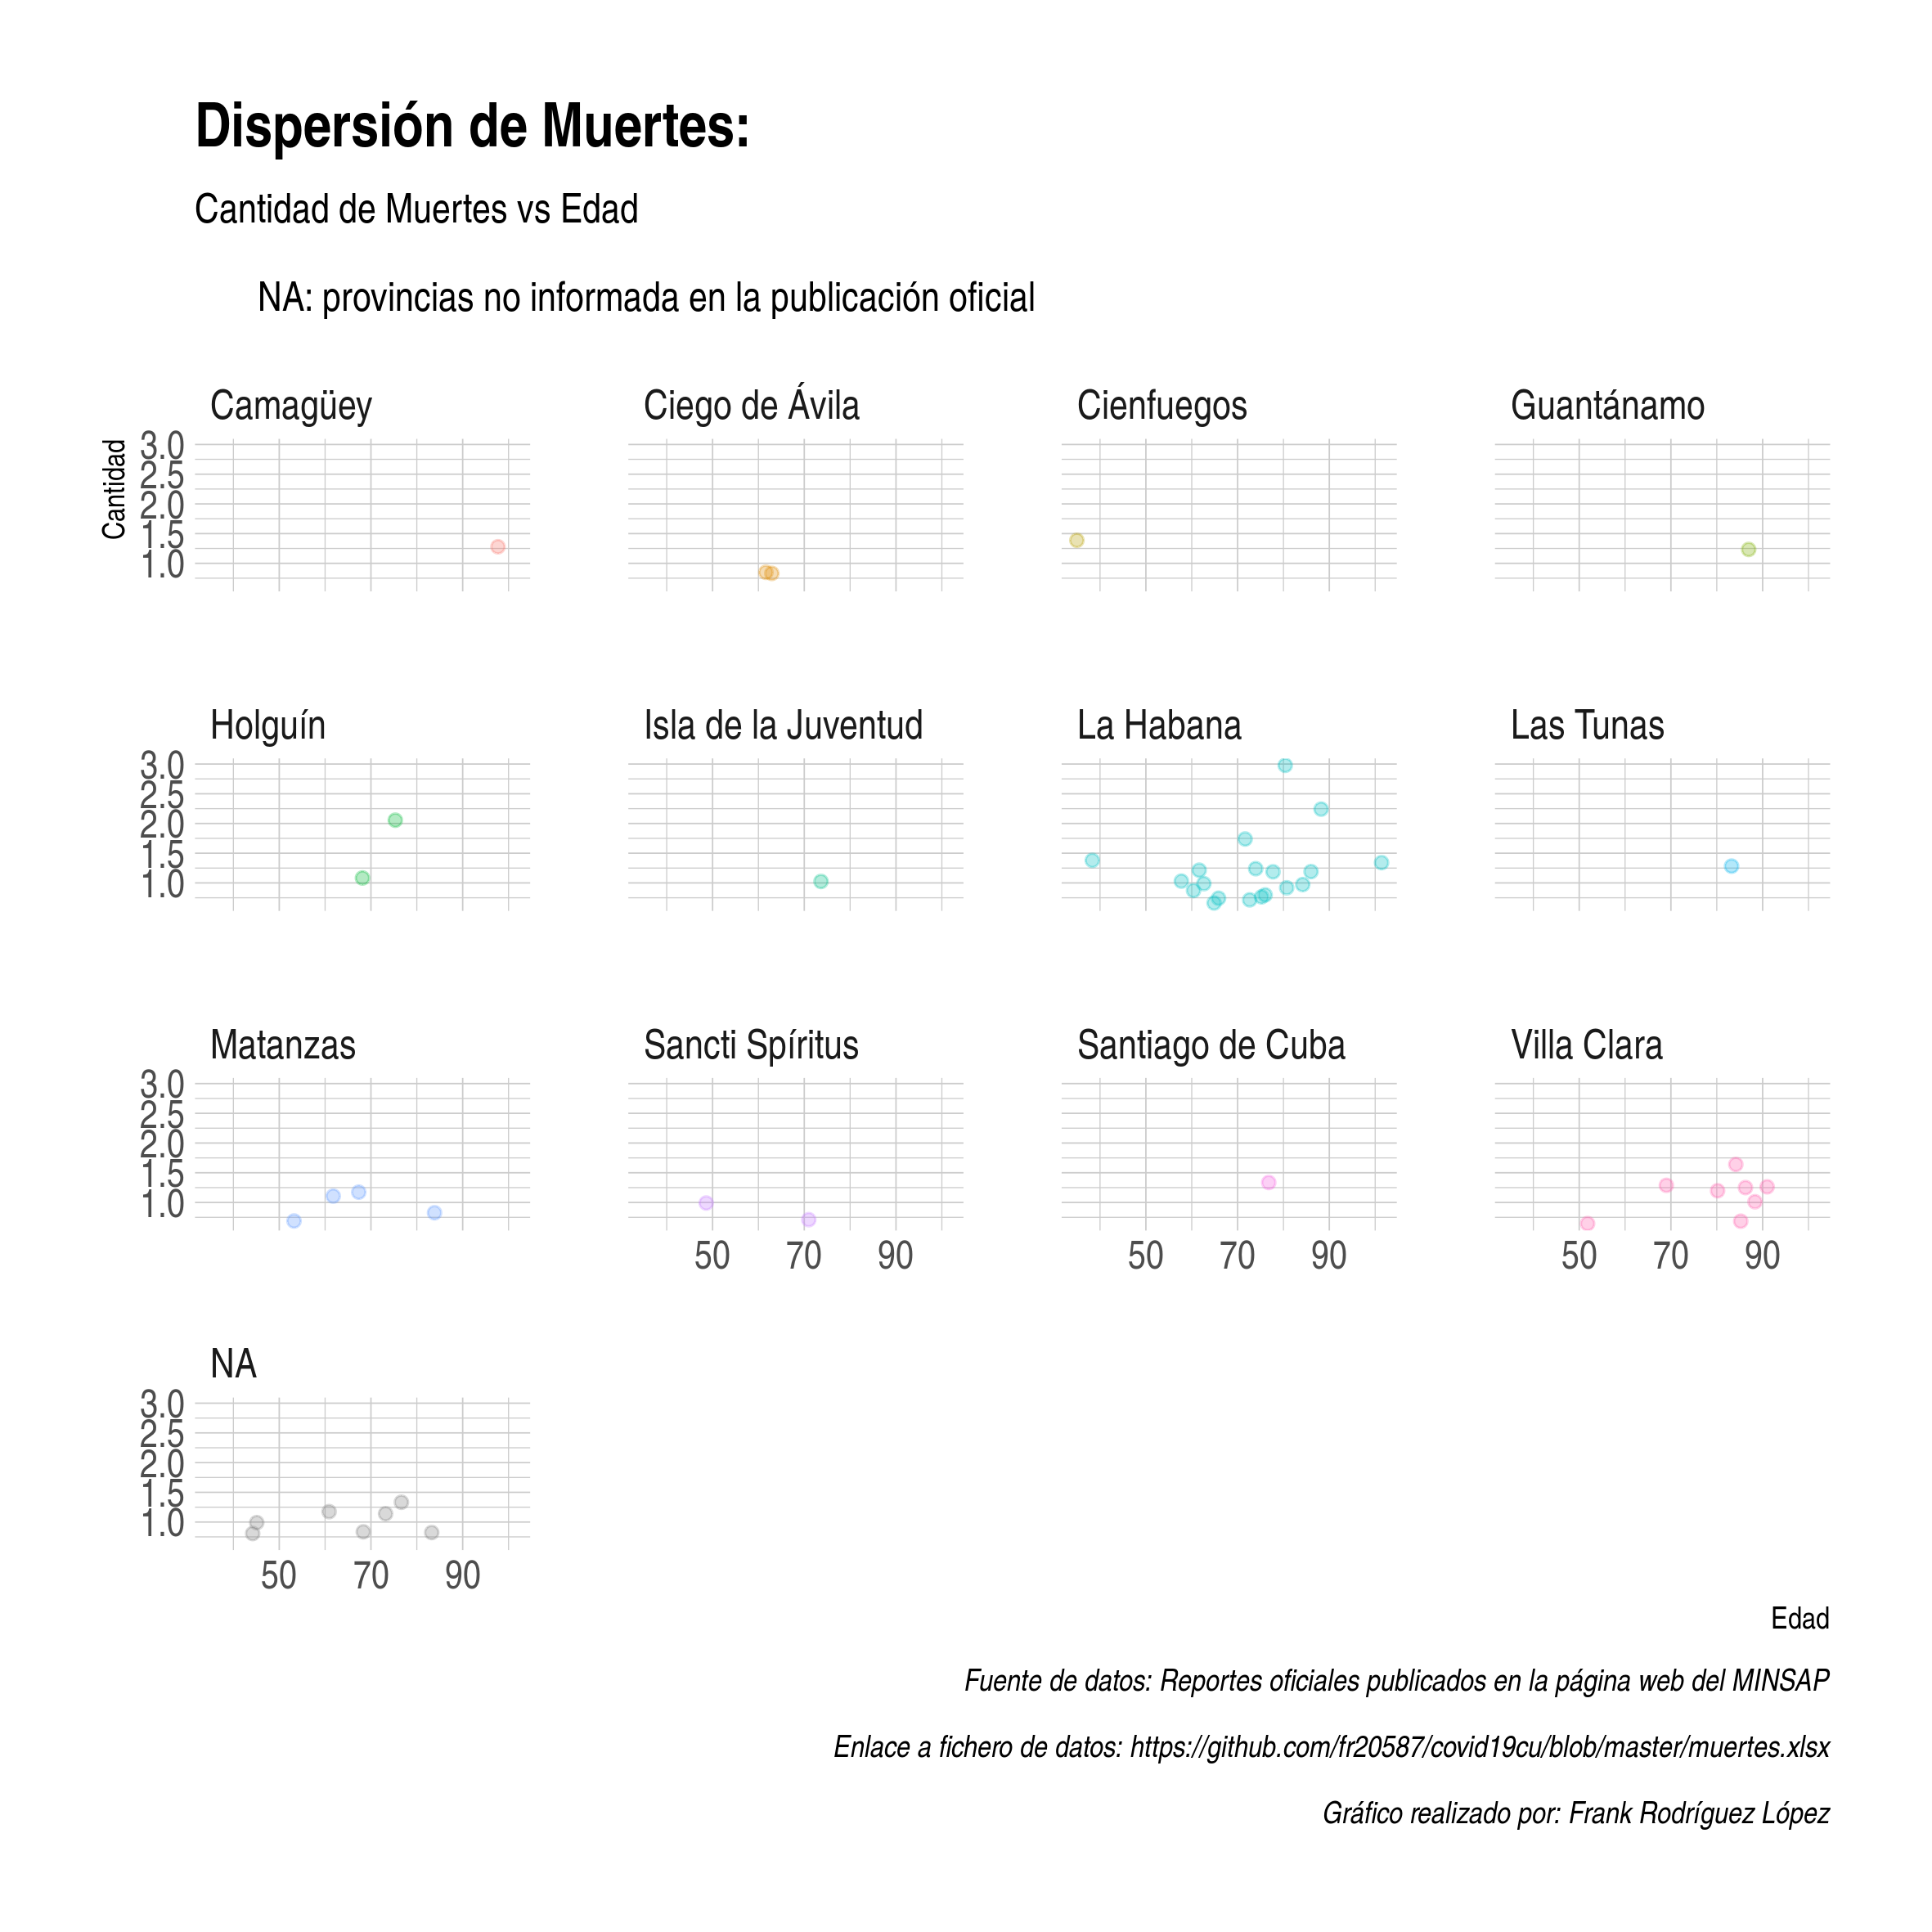 Dispersión de Muertes:
Cantidad de Muertes vs Edad
NA: provincias no informada en la publicación oficial
Camagüey
Ciego de Ávila
Cienfuegos
Guantánamo
Cantidad
3.0
2.5
2.0
1.5
1.0
Holguín
Isla de la Juventud
La Habana
Las Tunas
3.0
2.5
2.0
1.5
1.0
Matanzas
Sancti Spíritus
Santiago de Cuba
Villa Clara
3.0
2.5
2.0
1.5
1.0
50 70 90
50 70 90
50 70 90
NA
3.0
2.5
2.0
1.5
1.0
50 70 90
Edad
Fuente de datos: Reportes oficiales publicados en la página web del MINSAP
Enlace a fichero de datos: https://github.com/fr20587/covid19cu/blob/master/muertes.xlsx
Gráfico realizado por: Frank Rodríguez López